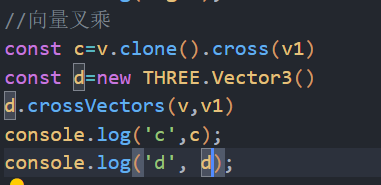 //向量叉乘
const c=v.clone().cross(v1)
const d=new THREE.Vector3()
d.crossVectors(v,v1)
console.log('c',c);
console.log('d', d);